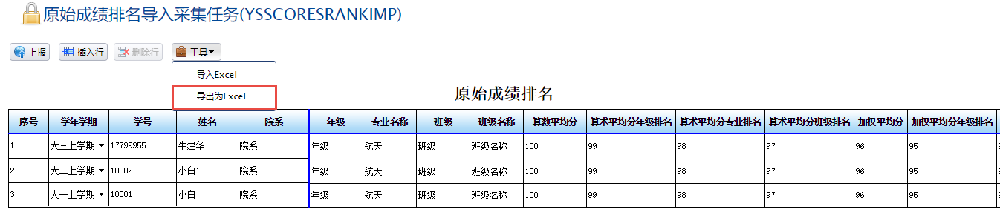 原始成绩排名导入采集任务(YSSCORESRANKIMP)
上报 插入行 删除行 工具
导入Excel
导出为Excel
原始成绩排名
序号 学年学期 学号 姓名 院系 年级 专业名称 班级 班级名称 算数平均分 算术平均分年级排名 算术平均分专业排名 算术平均分班级排名 加权平均分 加权平均分年级排名
1 大三上学期 17799955 牛建华 院系 年级 航天 班级 班级名称 100 99 98 97 96 95
2 大二上学期 10002 小白1 院系 年级 航天 班级 班级名称 100 99 98 97 96 95
3 大一上学期 10001 小白 院系 年级 航天 班级 班级名称 100 99 98 97 96 95